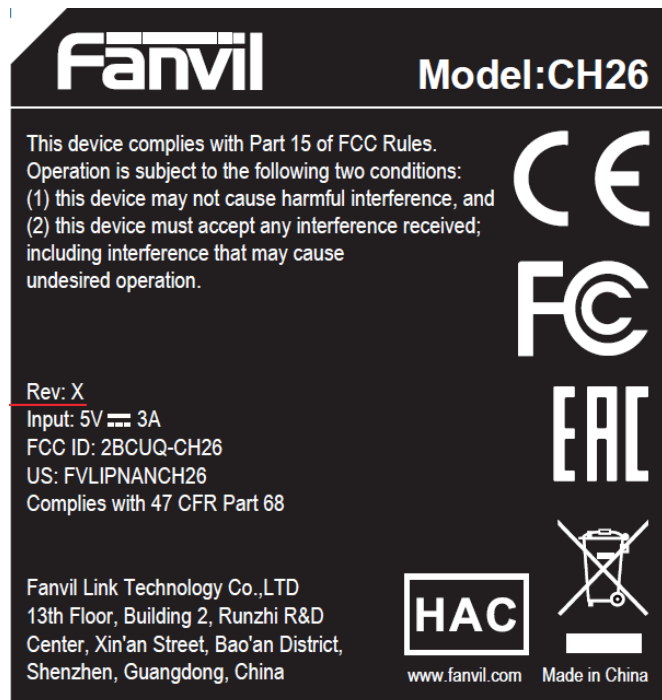 Fanvil
Model:CH26
This device complies with Part 15 of FCC Rules.
Operation is subject to the following two conditions:
(1) this device may not cause harmful interference, and
(2) this device must accept any interference received;
including interference that may cause
undesired operation.
CE
FC
Rev: X
Input: 5V ⎓ 3A
FCC ID: 2BCUQ-CH26
US: FVLIPNANCH26
Complies with 47 CFR Part 68
EAC
Fanvil Link Technology Co.,LTD
13th Floor, Building 2, Runzhi R&D
Center, Xin'an Street, Bao'an District,
Shenzhen, Guangdong, China
HAC
www.fanvil.com Made in China